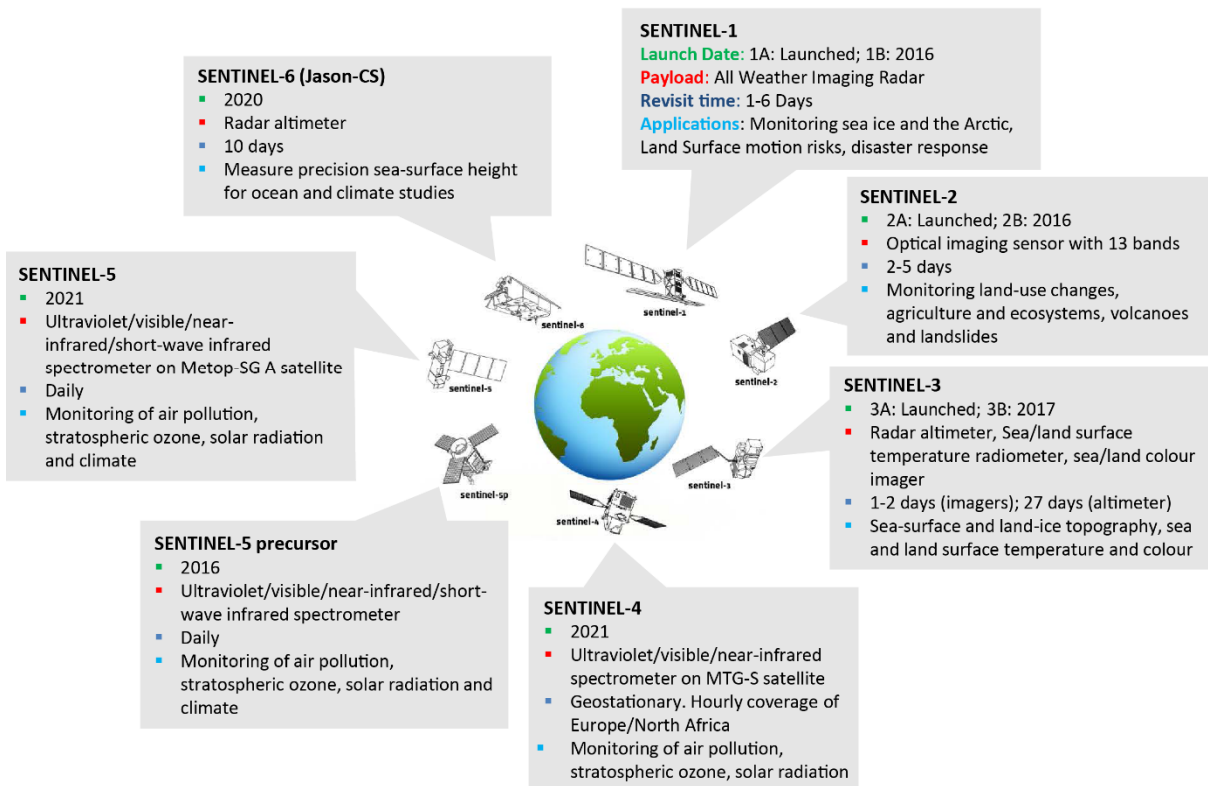 SENTINEL-1
Launch Date: 1A: Launched; 1B: 2016
Payload: All Weather Imaging Radar
Revisit time: 1-6 Days
Applications: Monitoring sea ice and the Arctic,
Land Surface motion risks, disaster response
SENTINEL-6 (Jason-CS)
2020
Radar altimeter
10 days
Measure precision sea-surface height
for ocean and climate studies
SENTINEL-2
2A: Launched; 2B: 2016
Optical imaging sensor with 13 bands
2-5 days
Monitoring land-use changes,
agriculture and ecosystems, volcanoes
and landslides
SENTINEL-5
2021
Ultraviolet/visible/near-
infrared/short-wave infrared
spectrometer on Metop-SG A satellite
Daily
Monitoring of air pollution,
stratospheric ozone, solar radiation
and climate
sentinel-6
sentinel-1
sentinel-2
sentinel-5
sentinel-3
sentinel-5p
sentinel-4
SENTINEL-3
3A: Launched; 3B: 2017
Radar altimeter, Sea/land surface
temperature radiometer, sea/land colour
imager
1-2 days (imagers); 27 days (altimeter)
Sea-surface and land-ice topography, sea
and land surface temperature and colour
SENTINEL-5 precursor
2016
Ultraviolet/visible/near-infrared/short-
wave infrared spectrometer
Daily
Monitoring of air pollution,
stratospheric ozone, solar radiation and
climate
SENTINEL-4
2021
Ultraviolet/visible/near-infrared
spectrometer on MTG-S satellite
Geostationary. Hourly coverage of
Europe/North Africa
Monitoring of air pollution,
stratospheric ozone, solar radiation